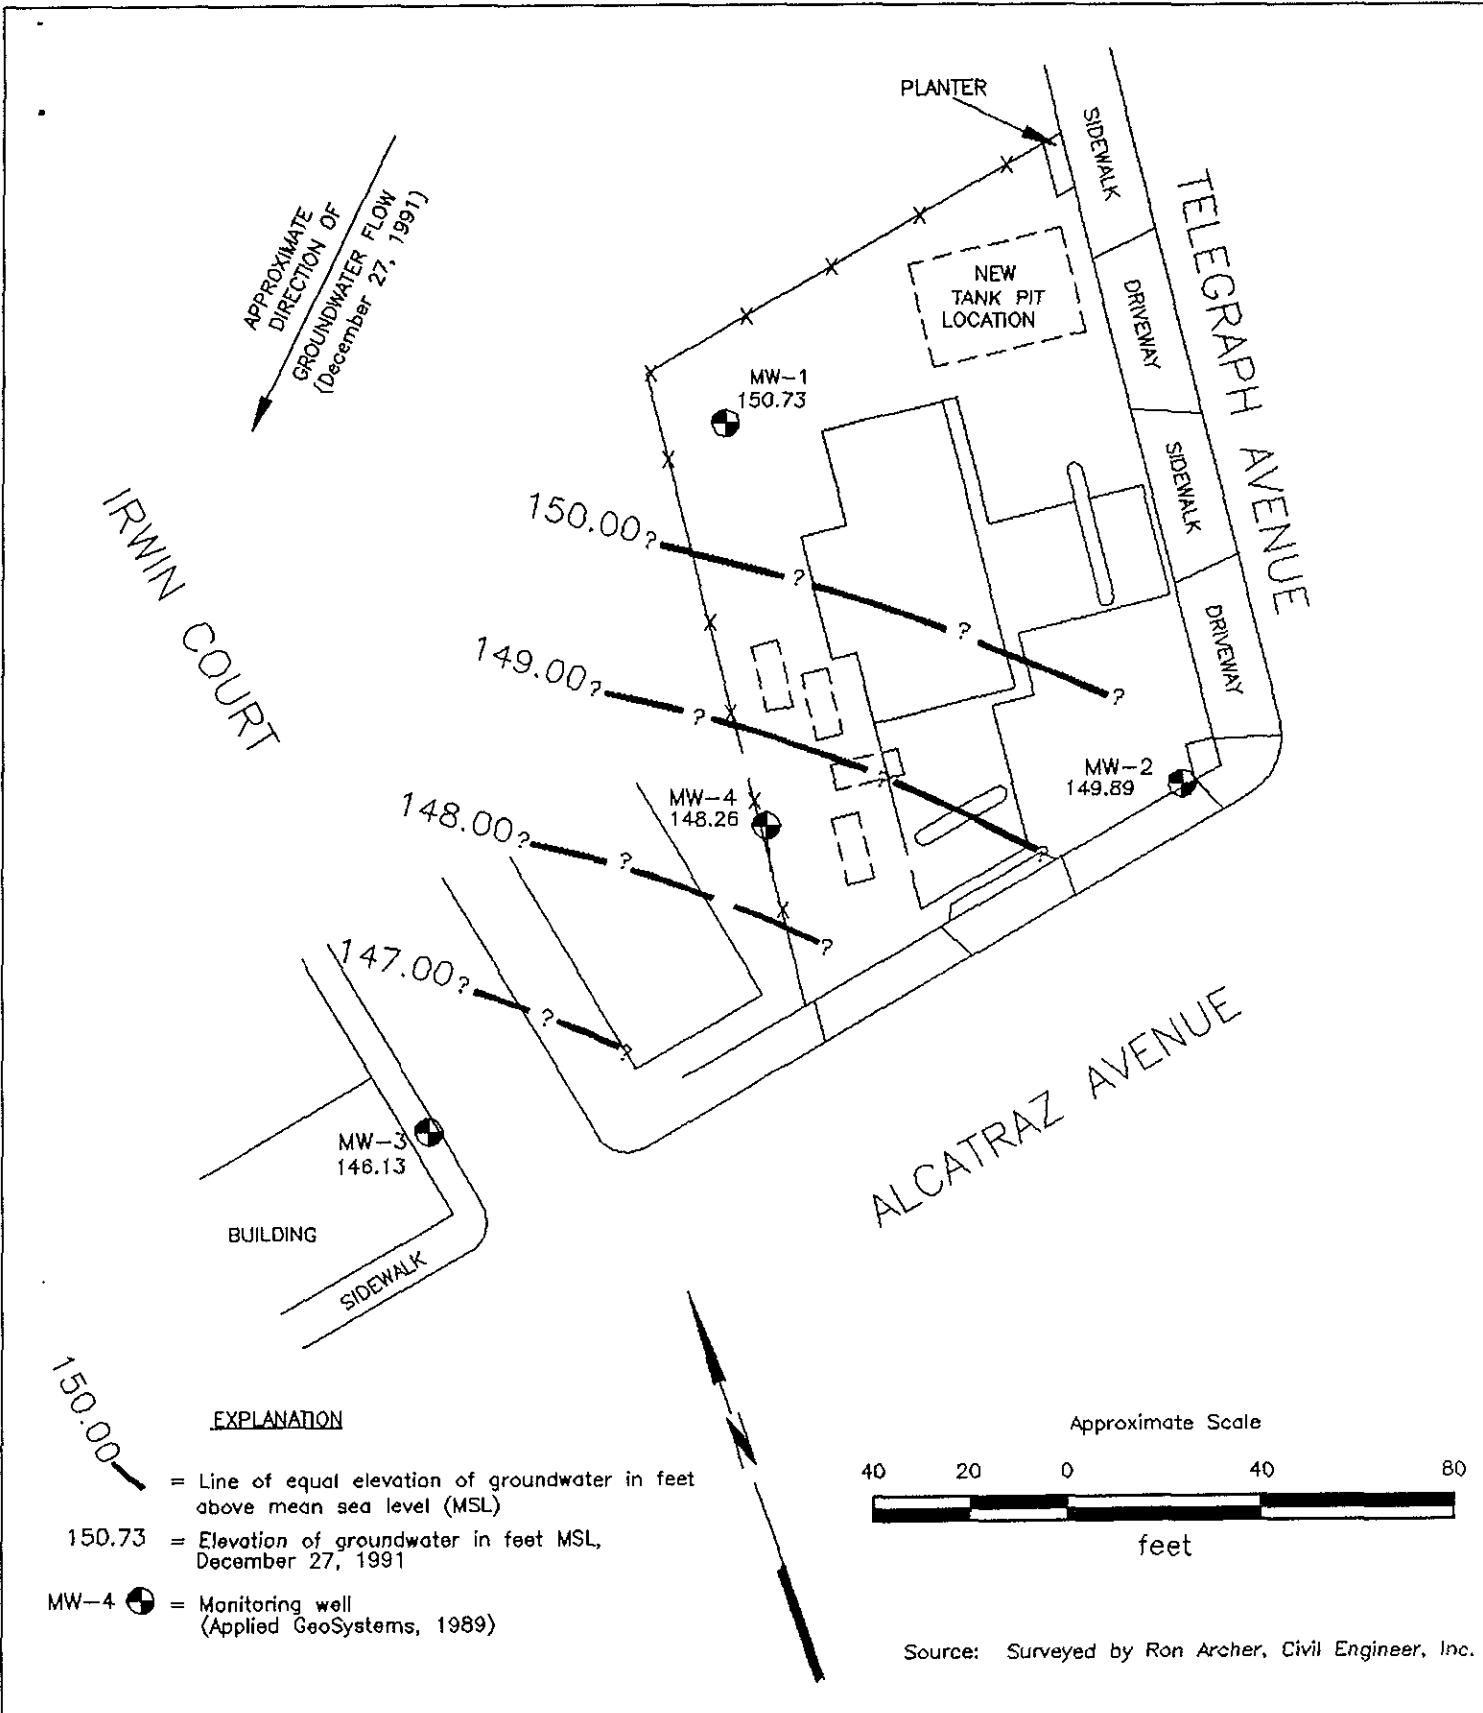 PLANTER
SIDEWALK
TELEGRAPH AVENUE
APPROXIMATE
DIRECTION OF
GROUNDWATER FLOW
(December 27, 1991)
NEW
TANK PIT
LOCATION
DRIVEWAY
MW-1
150.73
SIDEWALK
IRWIN COURT
150.00?
?
?
?
DRIVEWAY
149.00?
?
?
?
MW-2
149.89
MW-4
148.26
148.00?
?
?
147.00?
?
?
ALCATRAZ AVENUE
MW-3
146.13
BUILDING
SIDEWALK
150.00
EXPLANATION
= Line of equal elevation of groundwater in feet
above mean sea level (MSL)
150.73 = Elevation of groundwater in feet MSL,
December 27, 1991
MW-4 = Monitoring well
(Applied GeoSystems, 1989)
N
Approximate Scale
40 20 0 40 80
feet
Source: Surveyed by Ron Archer, Civil Engineer, Inc.